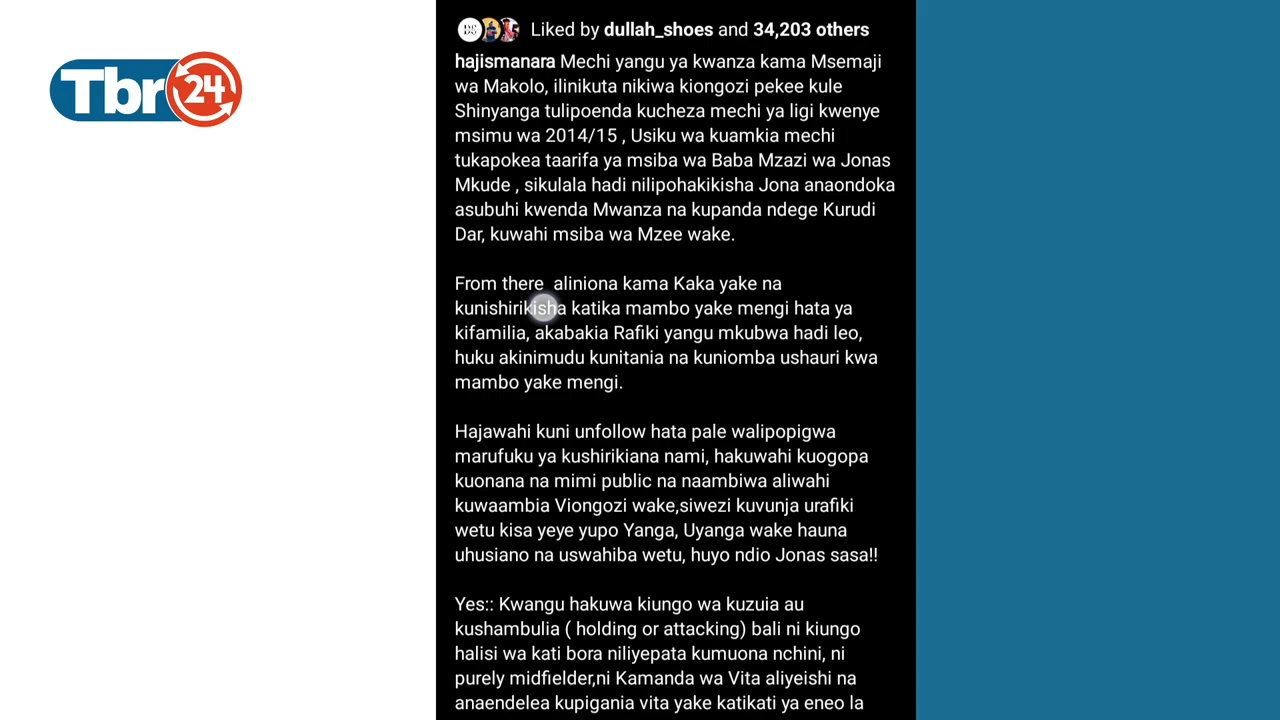 Tbr 24
Liked by dullah_shoes and 34,203 others
hajismanara Mechi yangu ya kwanza kama Msemaji
wa Makolo, ilinikuta nikiwa kiongozi pekee kule
Shinyanga tulipoenda kucheza mechi ya ligi kwenye
msimu wa 2014/15 , Usiku wa kuamkia mechi
tukapokea taarifa ya msiba wa Baba Mzazi wa Jonas
Mkude , sikulala hadi nilipohakikisha Jona anaondoka
asubuhi kwenda Mwanza na kupanda ndege Kurudi
Dar, kuwahi msiba wa Mzee wake.
From there  aliniona kama Kaka yake na
kunishirikisha katika mambo yake mengi hata ya
kifamilia, akabakia Rafiki yangu mkubwa hadi leo,
huku akinimudu kunitania na kuniomba ushauri kwa
mambo yake mengi.
Hajawahi kuni unfollow hata pale walipopigwa
marufuku ya kushirikiana nami, hakuwahi kuogopa
kuonana na mimi public na naambiwa aliwahi
kuwaambia Viongozi wake,siwezi kuvunja urafiki
wetu kisa yeye yupo Yanga, Uyanga wake hauna
uhusiano na uswahiba wetu, huyo ndio Jonas sasa!!
Yes:: Kwangu hakuwa kiungo wa kuzuia au
kushambulia ( holding or attacking) bali ni kiungo
halisi wa kati bora niliyepata kumuona nchini, ni
purely midfielder,ni Kamanda wa Vita aliyeishi na
anaendelea kupigania vita yake katikati ya eneo la